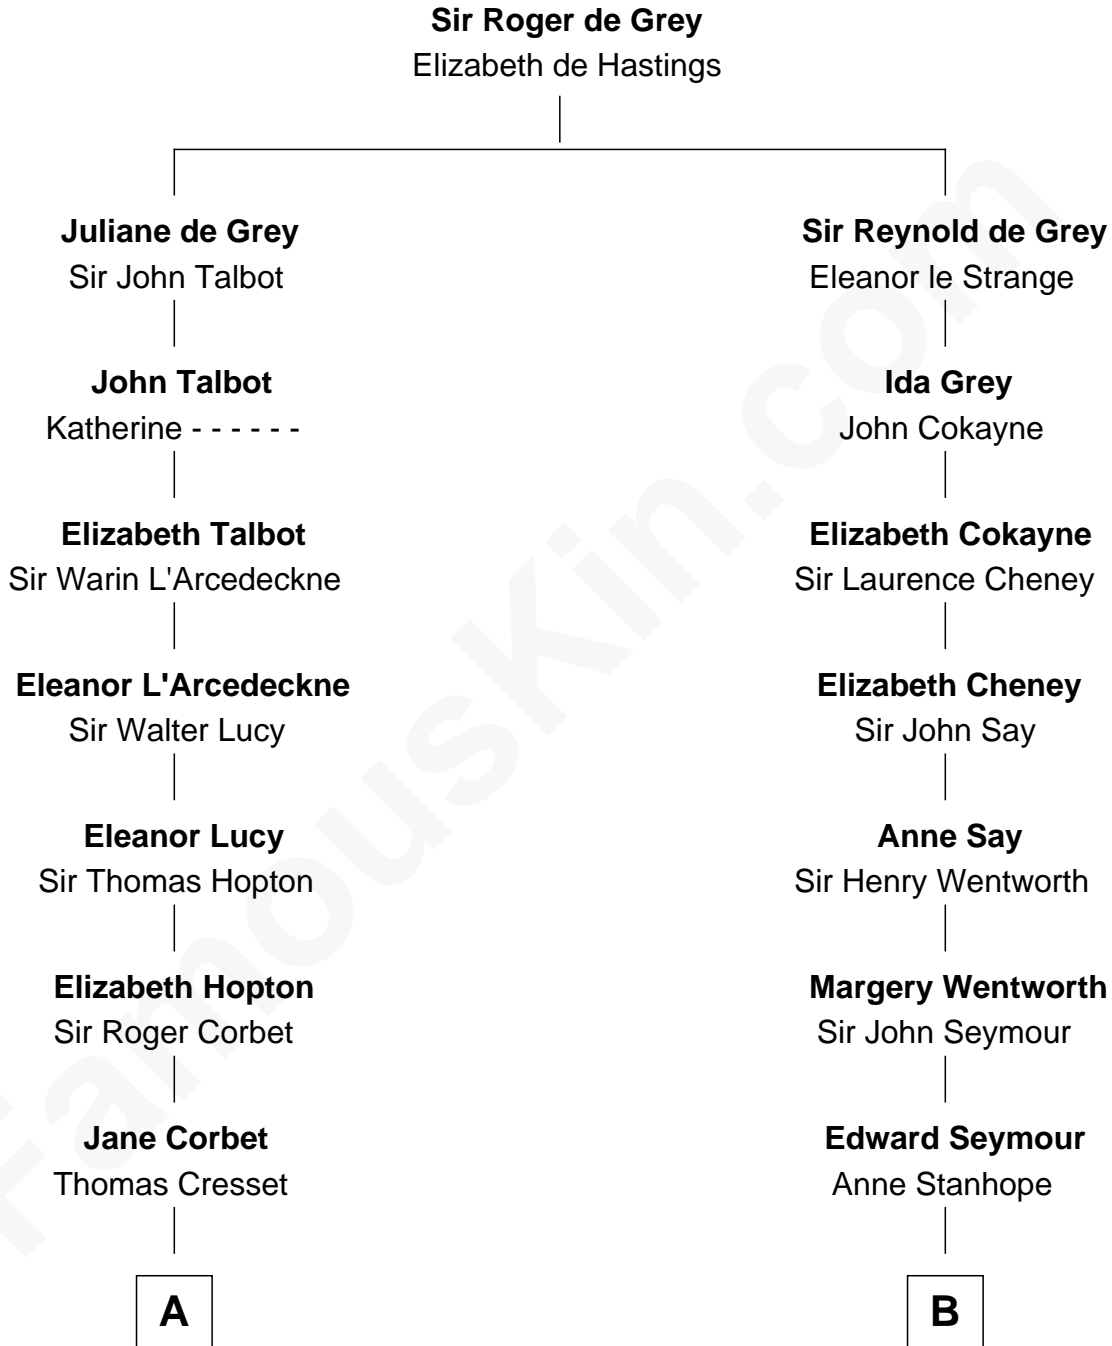 Sir Roger de Grey
Elizabeth de Hastings
Juliane de Grey
Sir John Talbot
Sir Reynold de Grey
Eleanor le Strange
John Talbot
Katherine - - - - - -
Ida Grey
John Cokayne
Elizabeth Talbot
Sir Warin L'Arcedeckne
Elizabeth Cokayne
Sir Laurence Cheney
Eleanor L'Arcedeckne
Sir Walter Lucy
Elizabeth Cheney
Sir John Say
Eleanor Lucy
Sir Thomas Hopton
Anne Say
Sir Henry Wentworth
Elizabeth Hopton
Sir Roger Corbet
Margery Wentworth
Sir John Seymour
Jane Corbet
Thomas Cresset
Edward Seymour
Anne Stanhope
A
B
FamousKin.com